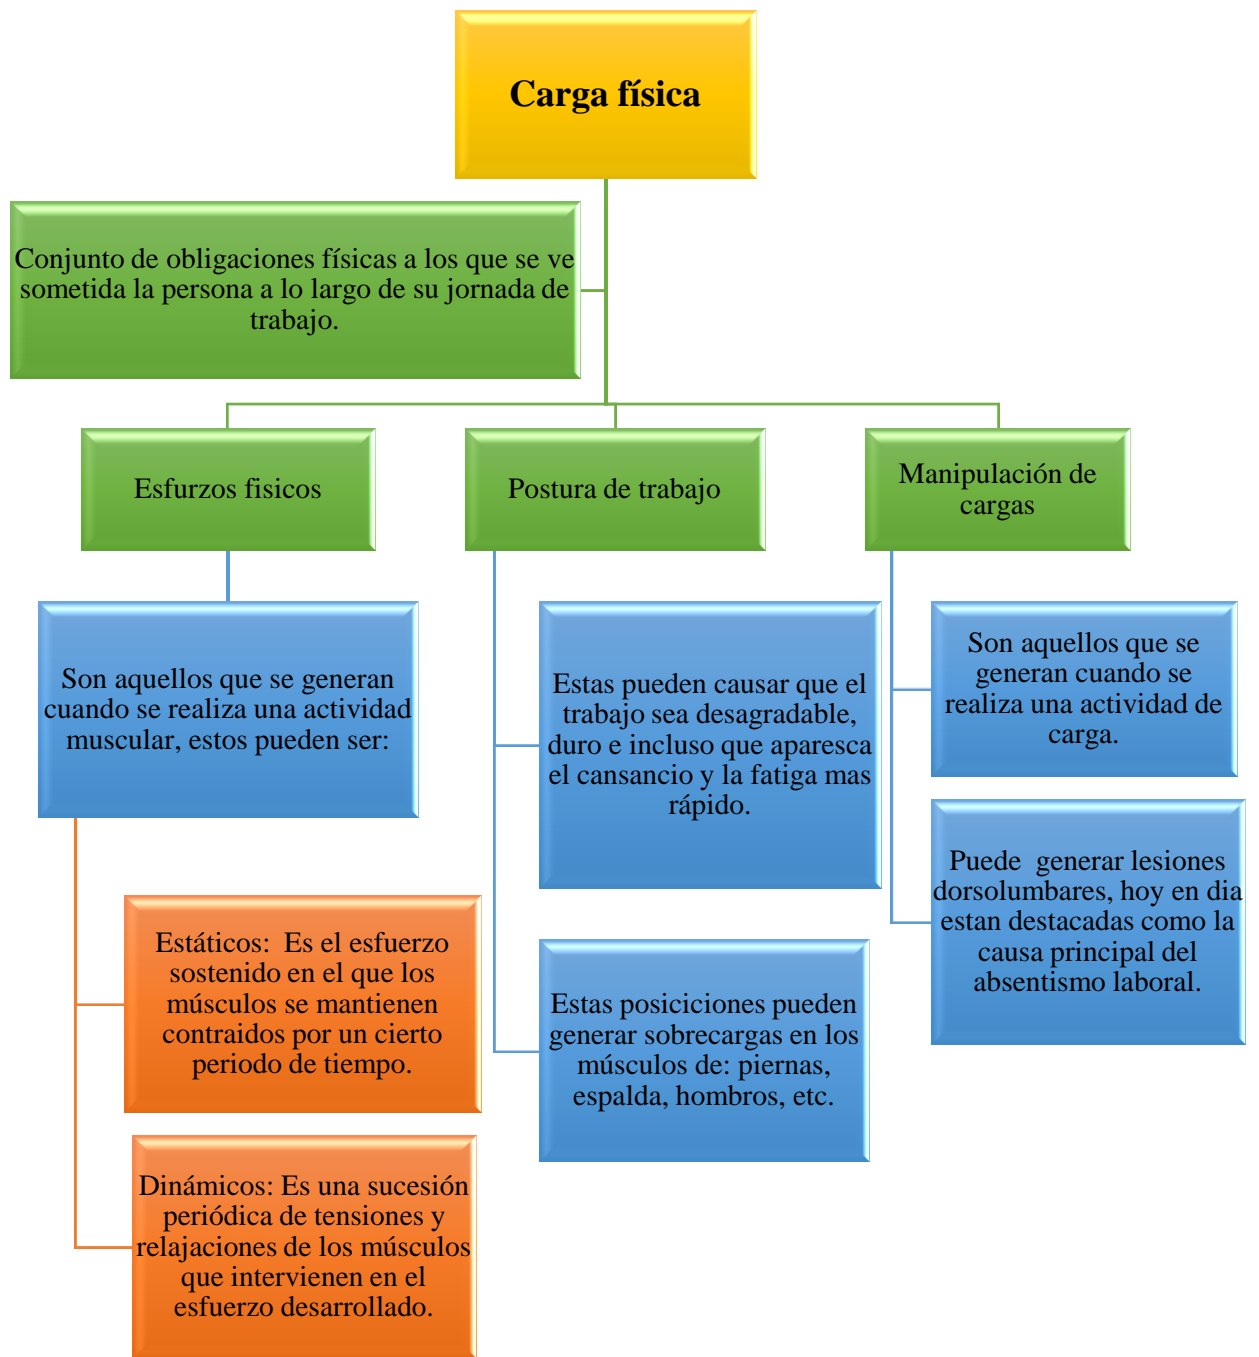 Carga física
Conjunto de obligaciones físicas a los que se ve
sometida la persona a lo largo de su jornada de
trabajo.
Esfurzos fisicos
Son aquellos que se generan
cuando se realiza una actividad
muscular, estos pueden ser:
Estáticos:  Es el esfuerzo
sostenido en el que los
músculos se mantienen
contraidos por un cierto
periodo de tiempo.
Dinámicos: Es una sucesión
periódica de tensiones y
relajaciones de los músculos
que intervienen en el
esfuerzo desarrollado.
Postura de trabajo
Estas pueden causar que el
trabajo sea desagradable,
duro e incluso que aparesca
el cansancio y la fatiga mas
rápido.
Estas posiciciones pueden
generar sobrecargas en los
músculos de: piernas,
espalda, hombros, etc.
Manipulación de
cargas
Son aquellos que se
generan cuando se
realiza una actividad de
carga.
Puede  generar lesiones
dorsolumbares, hoy en dia
estan destacadas como la
causa principal del
absentismo laboral.